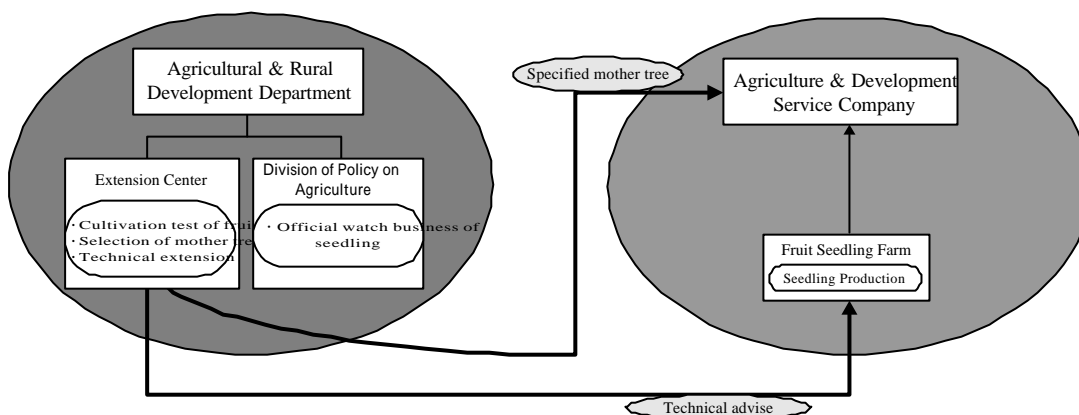 Agricultural & Rural
Development Department
Extension Center
· Cultivation test of frui
· Selection of mother tre
· Technical extension
Division of Policy on
Agriculture
· Official watch business of
seedling
Specified mother tree
Agriculture & Development
Service Company
Fruit Seedling Farm
Seedling Production
Technical advise